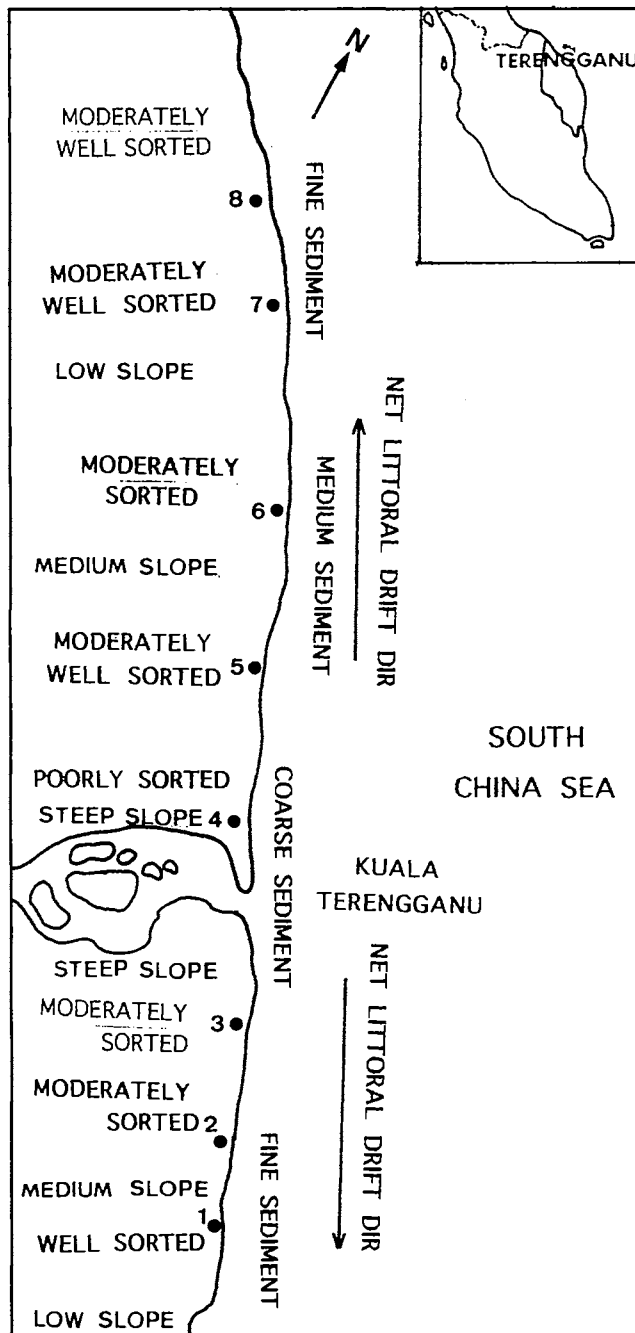 N
TERENGGANU
MODERATELY
WELL SORTED
8
FINE SEDIMENT
MODERATELY
WELL SORTED
7
LOW SLOPE
NET LITTORAL DRIFT DIR
MODERATELY
SORTED
6
MEDIUM SEDIMENT
MEDIUM SLOPE
MODERATELY
WELL SORTED
5
SOUTH
CHINA SEA
POORLY SORTED
STEEP SLOPE 4
COARSE SEDIMENT
KUALA
TERENGGANU
STEEP SLOPE
NET LITTORAL DRIFT DIR
MODERATELY
SORTED
3
MODERATELY
SORTED 2
FINE SEDIMENT
MEDIUM SLOPE
1
WELL SORTED
LOW SLOPE